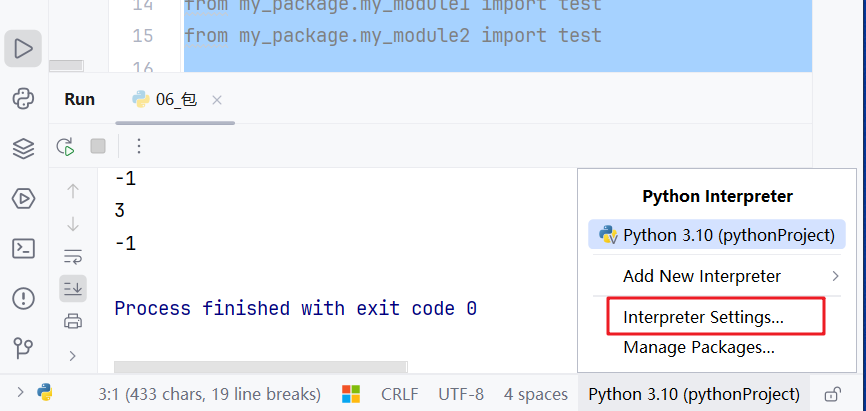 14 from my_package.my_module1 import test
15 from my_package.my_module2 import test
16
Run 06_包
-1
3
-1
Process finished with exit code 0
Python Interpreter
Python 3.10 (pythonProject)
Add New Interpreter
Interpreter Settings...
Manage Packages...
3:1 (433 chars, 19 line breaks) CRLF UTF-8 4 spaces Python 3.10 (pythonProject)